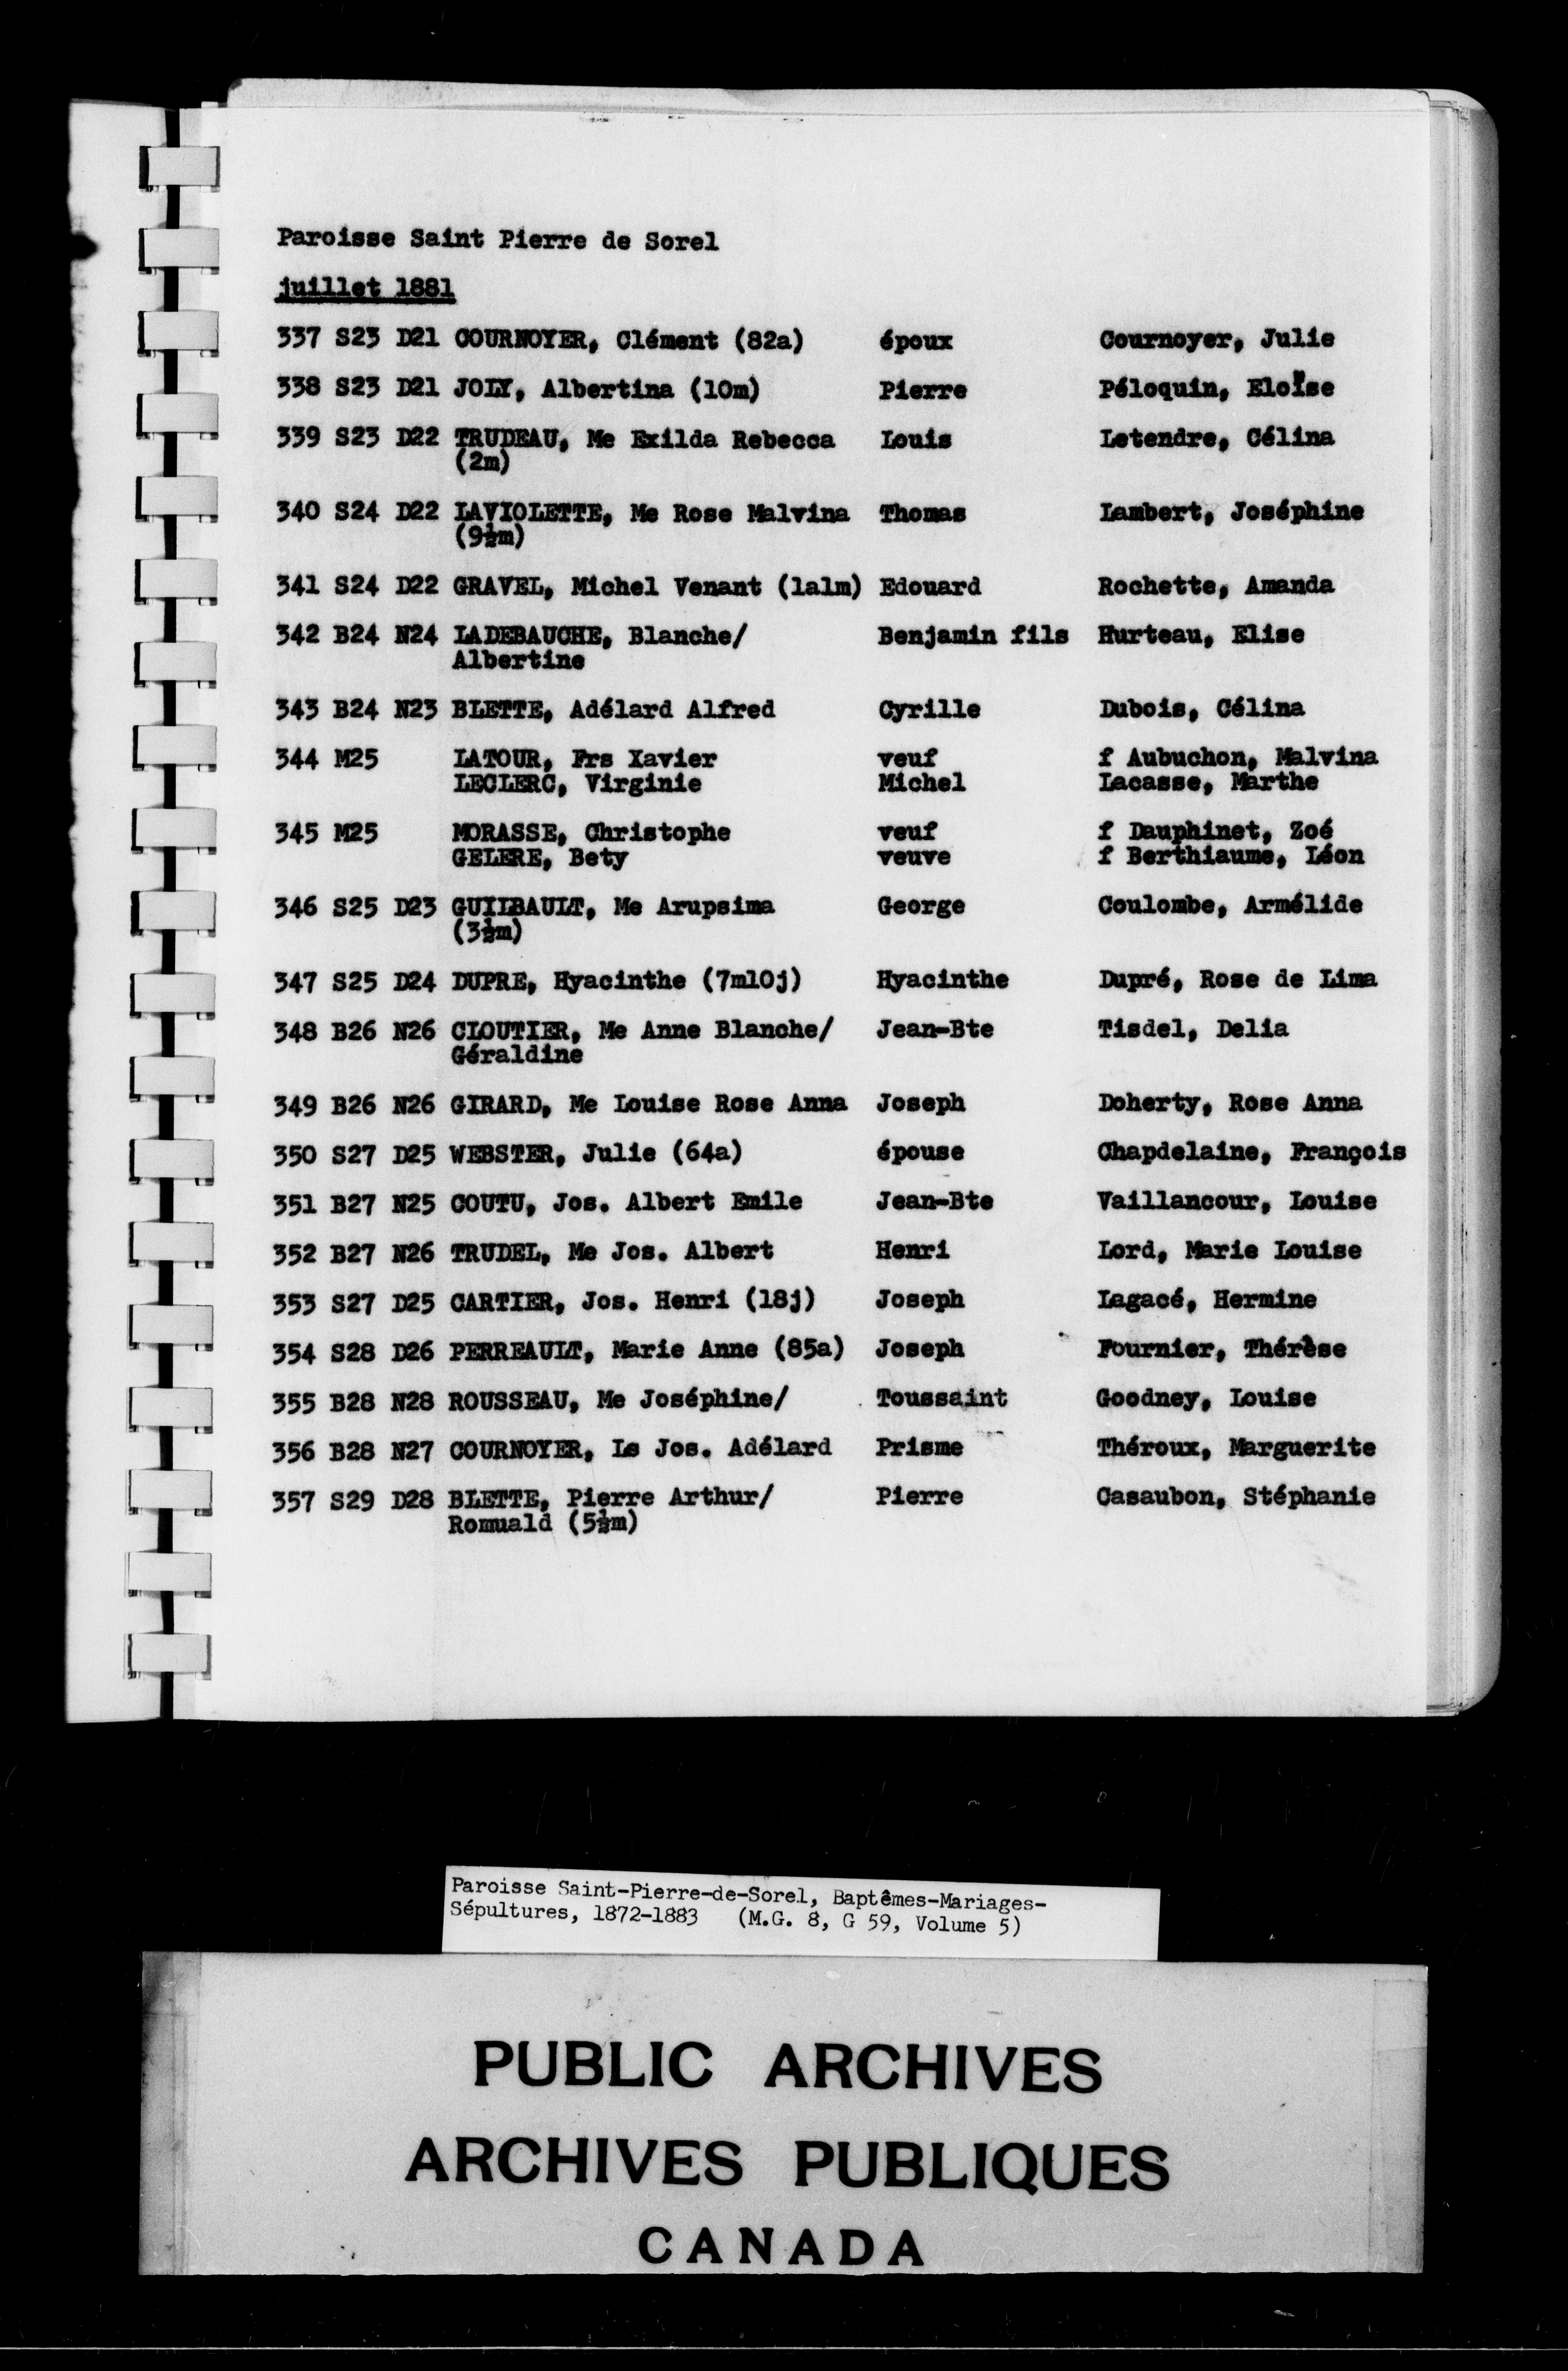 Paroisse Saint Pierre de Sorel
juillet 1881
337 S23 D21 COURNOYER, Clément (82a) époux Cournoyer, Julie
338 S23 D21 JOLY, Albertina (10m) Pierre Péloquin, Eloïse
339 S23 D22 TRUDEAU, Me Exilda Rebecca Louis Letendre, Célina
(2m)
340 S24 D22 LAVIOLETTE, Me Rose Malvina Thomas Lambert, Joséphine
(9½m)
341 S24 D22 GRAVEL, Michel Venant (1a1m) Edouard Rochette, Amanda
342 B24 N24 LADEBAUCHE, Blanche/ Benjamin fils Hurteau, Elise
Albertine
343 B24 N23 BLETTE, Adélard Alfred Cyrille Dubois, Célina
344 M25 LATOUR, Frs Xavier veuf f Aubuchon, Malvina
LECLERC, Virginie Michel Lacasse, Marthe
345 M25 MORASSE, Christophe veuf f Dauphinet, Zoé
GELERE, Bety veuve f Berthiaume, Léon
346 S25 D23 GUILBAULT, Me Arupsima George Coulombe, Armélide
(3½m)
347 S25 D24 DUPRE, Hyacinthe (7m10j) Hyacinthe Dupré, Rose de Lima
348 B26 N26 CLOUTIER, Me Anne Blanche/ Jean-Bte Tisdel, Delia
Géraldine
349 B26 N26 GIRARD, Me Louise Rose Anna Joseph Doherty, Rose Anna
350 S27 D25 WEBSTER, Julie (64a) épouse Chapdelaine, François
351 B27 N25 COUTU, Jos. Albert Emile Jean-Bte Vaillancour, Louise
352 B27 N26 TRUDEL, Me Jos. Albert Henri Lord, Marie Louise
353 S27 D25 CARTIER, Jos. Henri (18j) Joseph Lagacé, Hermine
354 S28 D26 PERREAULT, Marie Anne (85a) Joseph Fournier, Thérèse
355 B28 N28 ROUSSEAU, Me Joséphine/ Toussaint Goodney, Louise
356 B28 N27 COURNOYER, Ls Jos. Adélard Prisme Théroux, Marguerite
357 S29 D28 BLETTE, Pierre Arthur/ Pierre Casaubon, Stéphanie
Romuald (5½m)
Paroisse Saint-Pierre-de-Sorel, Baptêmes-Mariages-
Sépultures, 1872-1883 (M.G. 8, G 59, Volume 5)
PUBLIC ARCHIVES
ARCHIVES PUBLIQUES
CANADA